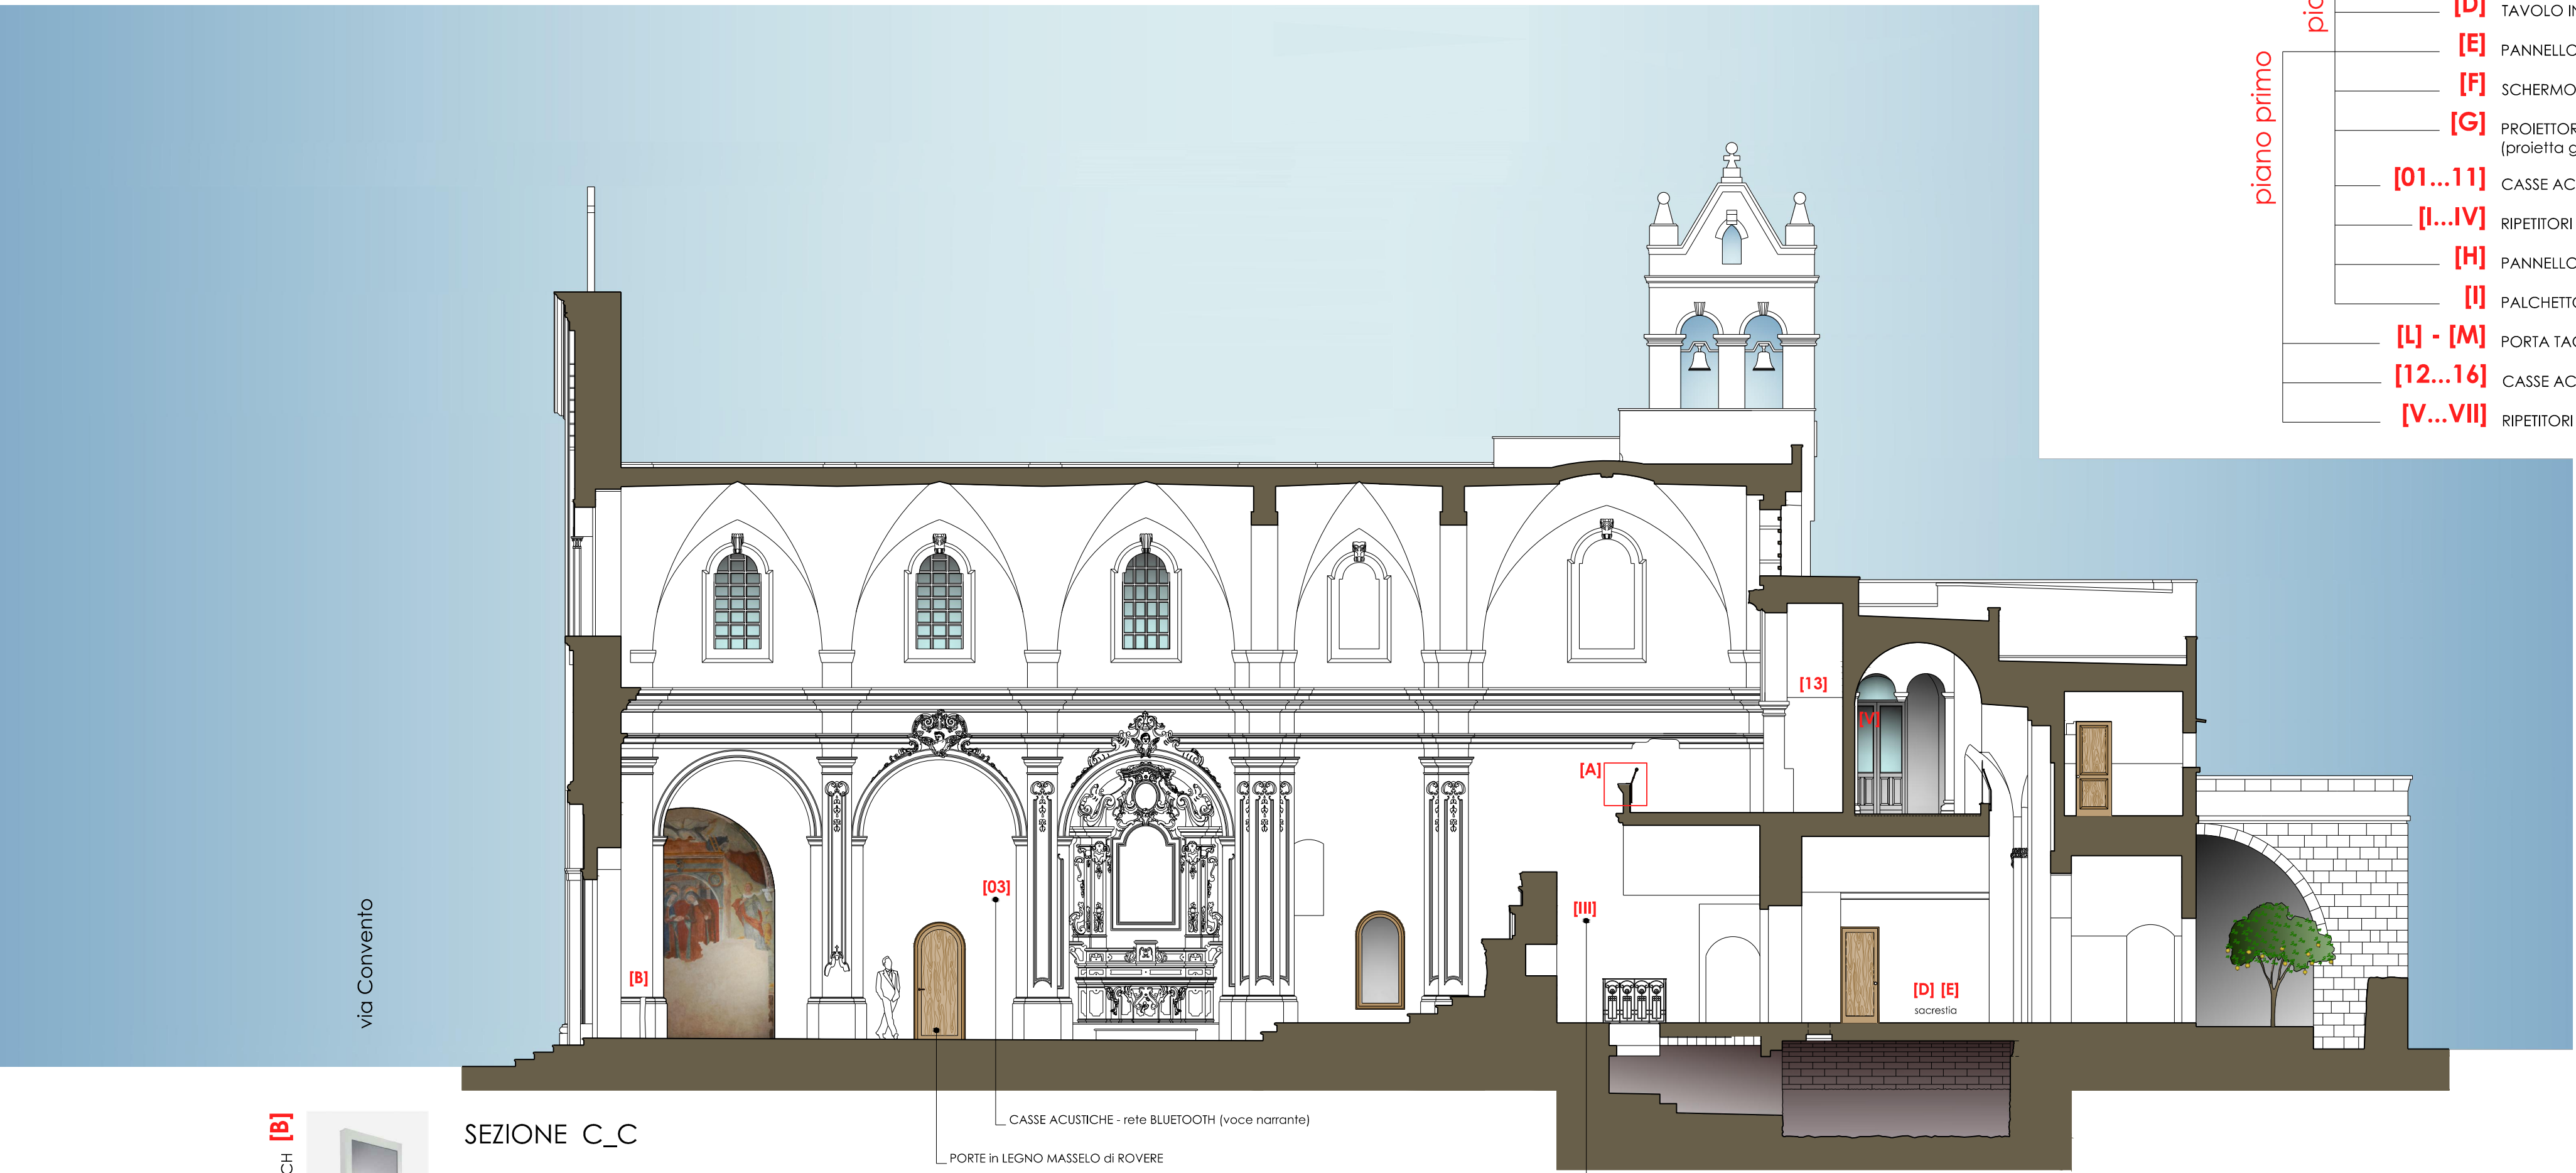 [D] TAVOLO
[E] PANNELLO
[F] SCHERMO
[G] PROIETTOR
(proietta g
[01...11] CASSE AC
[I...IV] RIPETITORI
[H] PANNELLO
[I] PALCHETTO
[L] - [M] PORTA TAG
[12...16] CASSE AC
[V...VII] RIPETITORI
piano primo
[13]
[V]
[A]
[03]
[III]
[B]
[D] [E]
sacrestia
via Convento
CASSE ACUSTICHE - rete BLUETOOTH (voce narrante)
PORTE in LEGNO MASSELO di ROVERE
SEZIONE C_C
[B]
CH